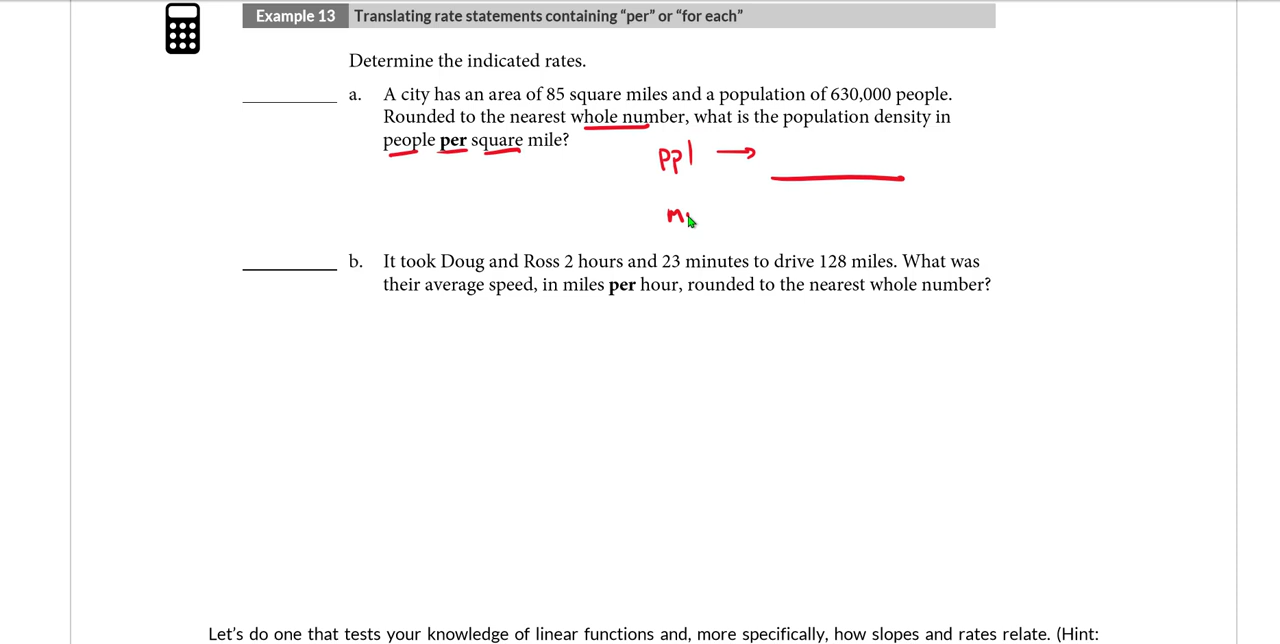 Example 13 Translating rate statements containing “per” or “for each”
Determine the indicated rates.
a. A city has an area of 85 square miles and a population of 630,000 people.
Rounded to the nearest whole number, what is the population density in
people per square mile?
ppl →
mi
b. It took Doug and Ross 2 hours and 23 minutes to drive 128 miles. What was
their average speed, in miles per hour, rounded to the nearest whole number?
Let’s do one that tests your knowledge of linear functions and, more specifically, how slopes and rates relate. (Hint: